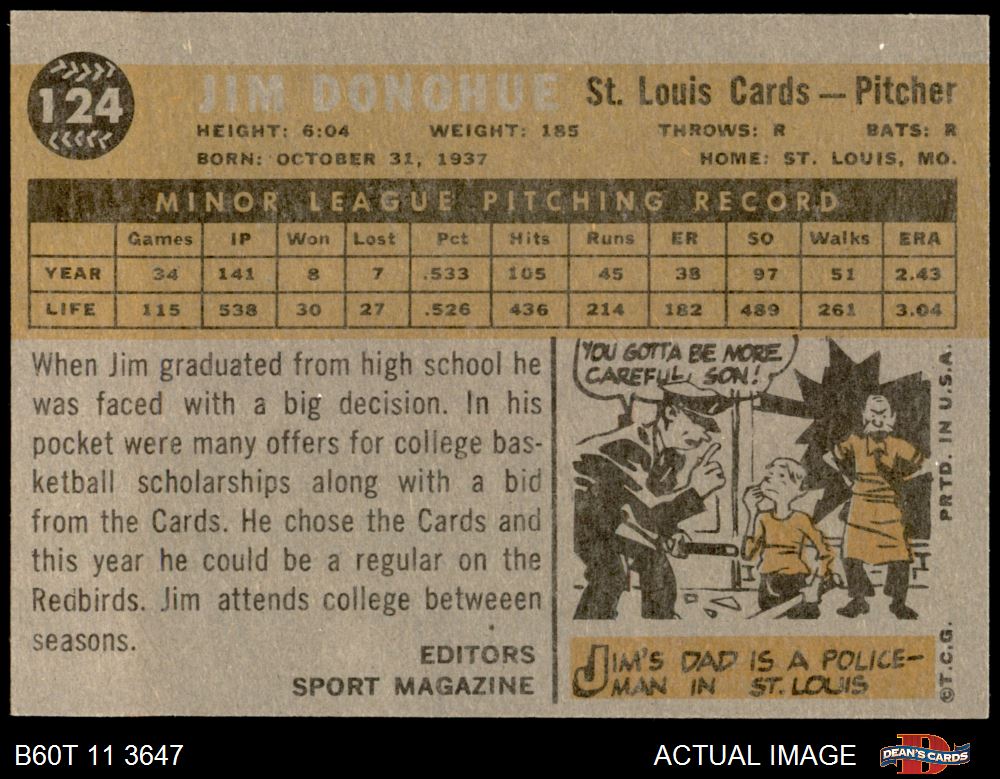 124
JIM DONOHUE St. Louis Cards — Pitcher
HEIGHT: 6:04 WEIGHT: 185 THROWS: R BATS: R
BORN: OCTOBER 31, 1937 HOME: ST. LOUIS, MO.
MINOR LEAGUE PITCHING RECORD
Games IP Won Lost Pct Hits Runs ER SO Walks ERA
YEAR 34 141 8 7 .533 105 45 38 97 51 2.43
LIFE 115 538 30 27 .526 436 214 182 489 261 3.04
When Jim graduated from high school he
was faced with a big decision. In his
pocket were many offers for college bas-
ketball scholarships along with a bid
from the Cards. He chose the Cards and
this year he could be a regular on the
Redbirds. Jim attends college betweeen
seasons.
EDITORS
SPORT MAGAZINE
YOU GOTTA BE MORE
CAREFUL, SON!
JIM'S DAD IS A POLICE-
MAN IN ST. LOUIS
©T.C.G. PRTD. IN U.S.A.
B60T 11 3647 ACTUAL IMAGE DEAN'S CARDS